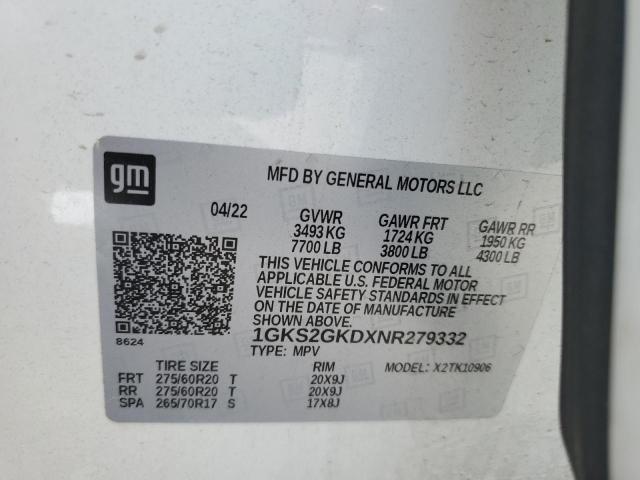 gm
MFD BY GENERAL MOTORS LLC
04/22 GVWR GAWR FRT GAWR RR
3493 KG 1724 KG 1950 KG
7700 LB 3800 LB 4300 LB
THIS VEHICLE CONFORMS TO ALL
APPLICABLE U.S. FEDERAL MOTOR
VEHICLE SAFETY STANDARDS IN EFFECT
ON THE DATE OF MANUFACTURE
SHOWN ABOVE.
8624
1GKS2GKDXNR279332
TYPE: MPV MODEL: X2TK10906
TIRE SIZE RIM
FRT 275/60R20 T 20X9J
RR 275/60R20 T 20X9J
SPA 265/70R17 S 17X8J